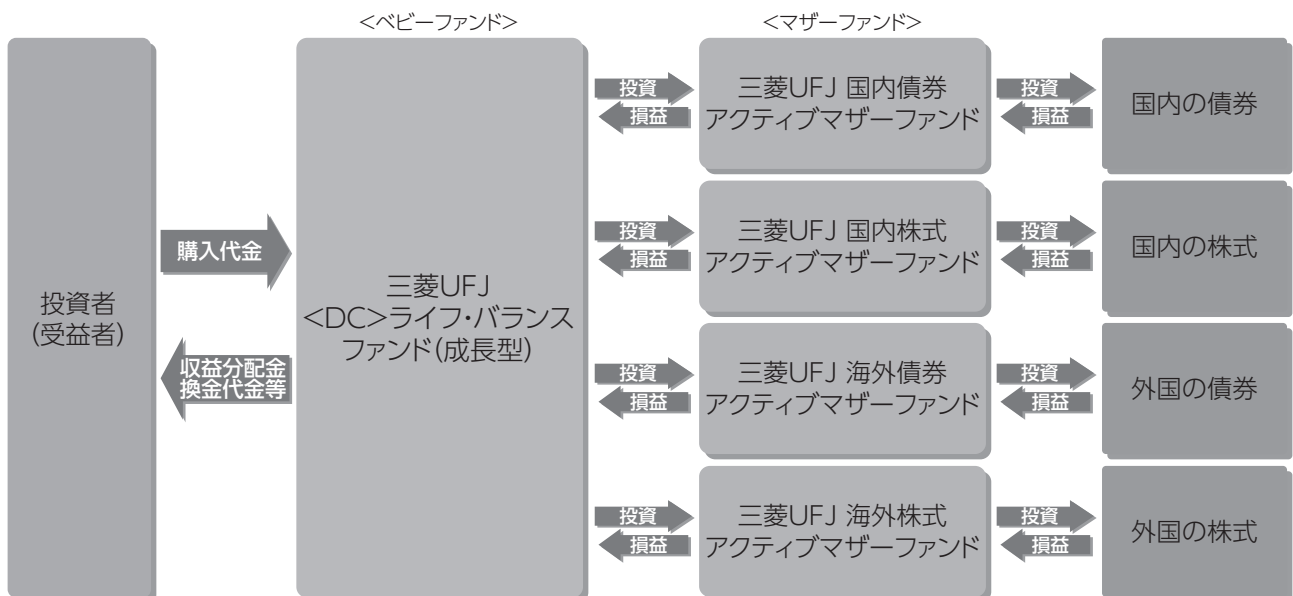 <ベビーファンド>
<マザーファンド>
投資者
(受益者)
購入代金
収益分配金
換金代金等
三菱UFJ
<DC>ライフ・バランス
ファンド(成長型)
投資
損益
三菱UFJ 国内債券
アクティブマザーファンド
投資
損益
国内の債券
投資
損益
三菱UFJ 国内株式
アクティブマザーファンド
投資
損益
国内の株式
投資
損益
三菱UFJ 海外債券
アクティブマザーファンド
投資
損益
外国の債券
投資
損益
三菱UFJ 海外株式
アクティブマザーファンド
投資
損益
外国の株式